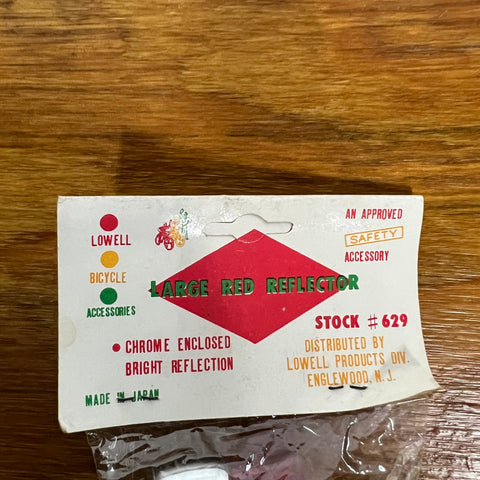 LOWELL
BICYCLE
ACCESSORIES
AN APPROVED
SAFETY
ACCESSORY
LARGE RED REFLECTOR
STOCK #629
• CHROME ENCLOSED
BRIGHT REFLECTION
DISTRIBUTED BY
LOWELL PRODUCTS DIV.
ENGLEWOOD, N. J.
MADE IN JAPAN